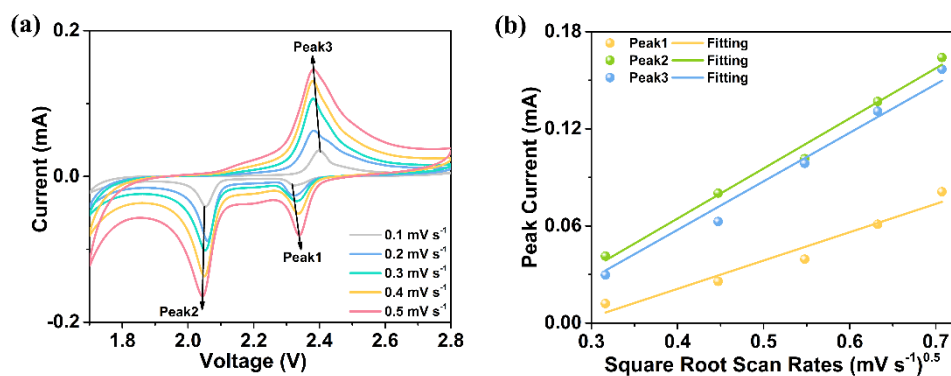 (a)
0.2
0.0
-0.2
Current (mA)
Peak3
Peak1
Peak2
0.1 mV s⁻¹
0.2 mV s⁻¹
0.3 mV s⁻¹
0.4 mV s⁻¹
0.5 mV s⁻¹
1.8 2.0 2.2 2.4 2.6 2.8
Voltage (V)
(b)
0.18
0.12
0.06
0.00
Peak Current (mA)
Peak1 Fitting
Peak2 Fitting
Peak3 Fitting
0.3 0.4 0.5 0.6 0.7
Square Root Scan Rates (mV s⁻¹)⁰·⁵